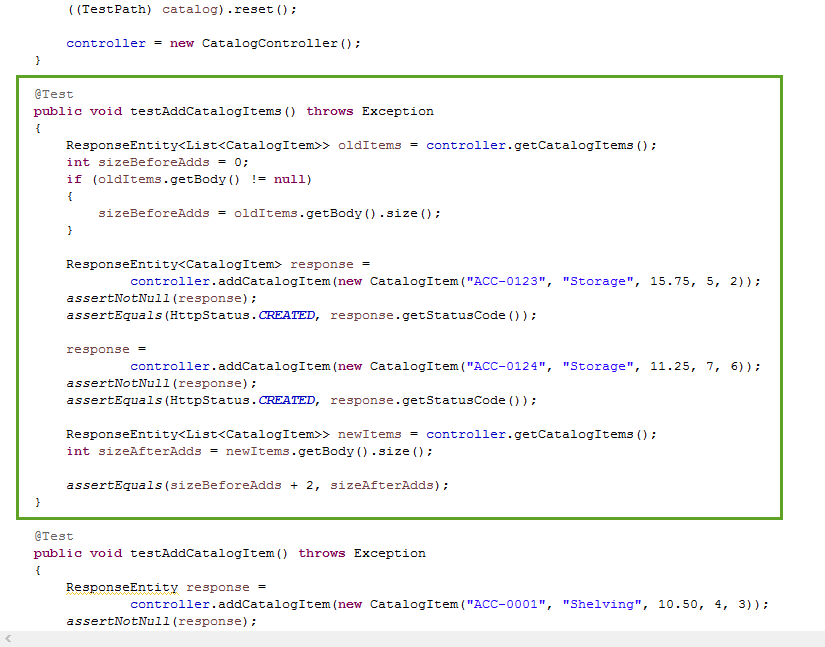 ((TestPath) catalog).reset();
controller = new CatalogController();
}
@Test
public void testAddCatalogItems() throws Exception
{
ResponseEntity<List<CatalogItem>> oldItems = controller.getCatalogItems();
int sizeBeforeAdds = 0;
if (oldItems.getBody() != null)
{
sizeBeforeAdds = oldItems.getBody().size();
}
ResponseEntity<CatalogItem> response =
controller.addCatalogItem(new CatalogItem("ACC-0123", "Storage", 15.75, 5, 2));
assertNotNull(response);
assertEquals(HttpStatus.CREATED, response.getStatusCode());
response =
controller.addCatalogItem(new CatalogItem("ACC-0124", "Storage", 11.25, 7, 6));
assertNotNull(response);
assertEquals(HttpStatus.CREATED, response.getStatusCode());
ResponseEntity<List<CatalogItem>> newItems = controller.getCatalogItems();
int sizeAfterAdds = newItems.getBody().size();
assertEquals(sizeBeforeAdds + 2, sizeAfterAdds);
}
@Test
public void testAddCatalogItem() throws Exception
{
ResponseEntity response =
controller.addCatalogItem(new CatalogItem("ACC-0001", "Shelving", 10.50, 4, 3));
assertNotNull(response);